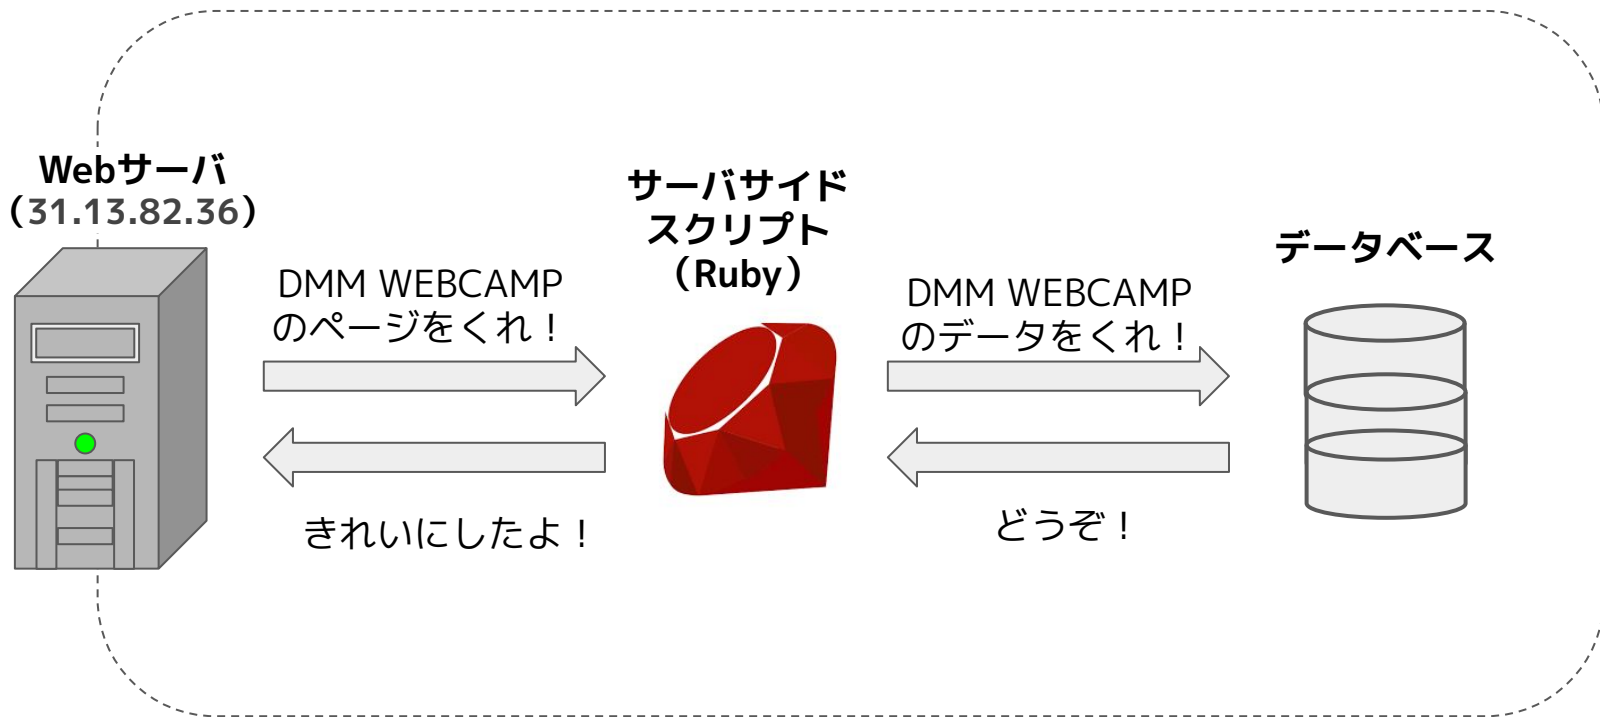 Webサーバ
（31.13.82.36）
サーバサイド
スクリプト
（Ruby）
データベース
DMM WEBCAMP
のページをくれ！
DMM WEBCAMP
のデータをくれ！
きれいにしたよ！
どうぞ！